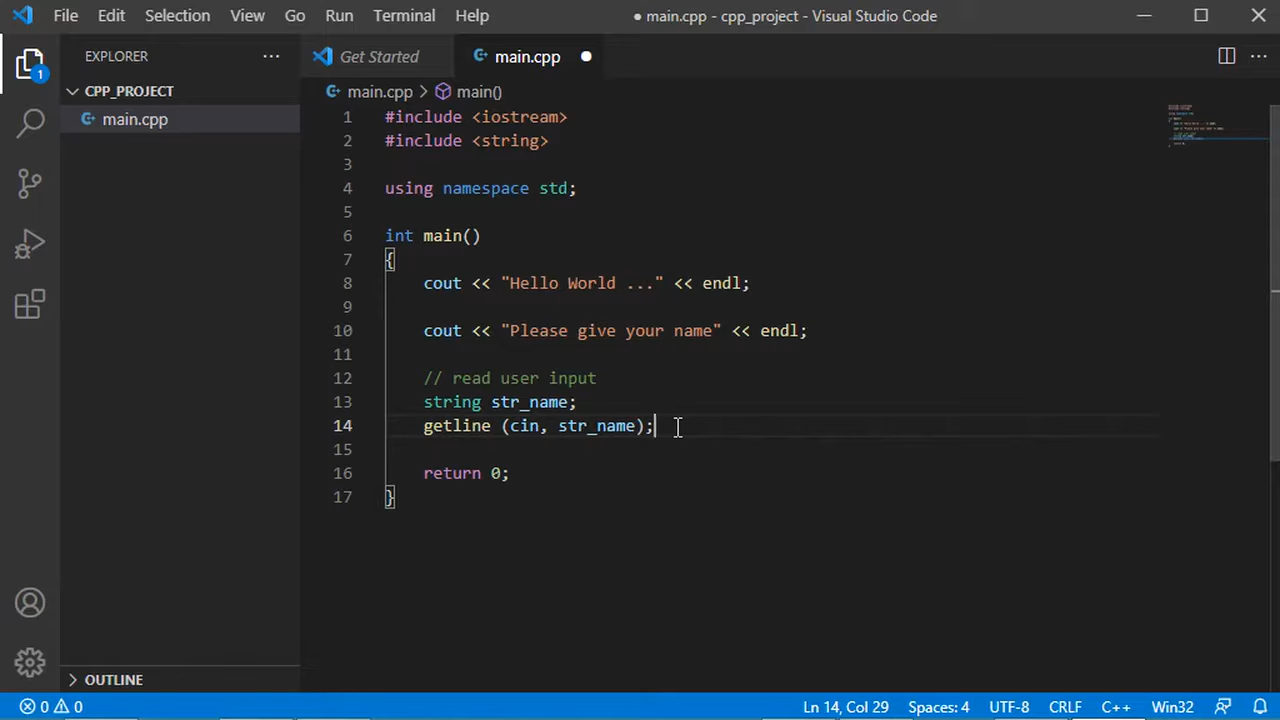 File Edit Selection View Go Run Terminal Help ● main.cpp - cpp_project - Visual Studio Code
EXPLORER ... Get Started main.cpp ●
1 CPP_PROJECT main.cpp > main()
main.cpp
1 #include <iostream>
2 #include <string>
3
4 using namespace std;
5
6 int main()
7 {
8 cout << "Hello World ..." << endl;
9
10 cout << "Please give your name" << endl;
11
12 // read user input
13 string str_name;
14 getline (cin, str_name);
15
16 return 0;
17 }
OUTLINE
0 0 Ln 14, Col 29 Spaces: 4 UTF-8 CRLF C++ Win32